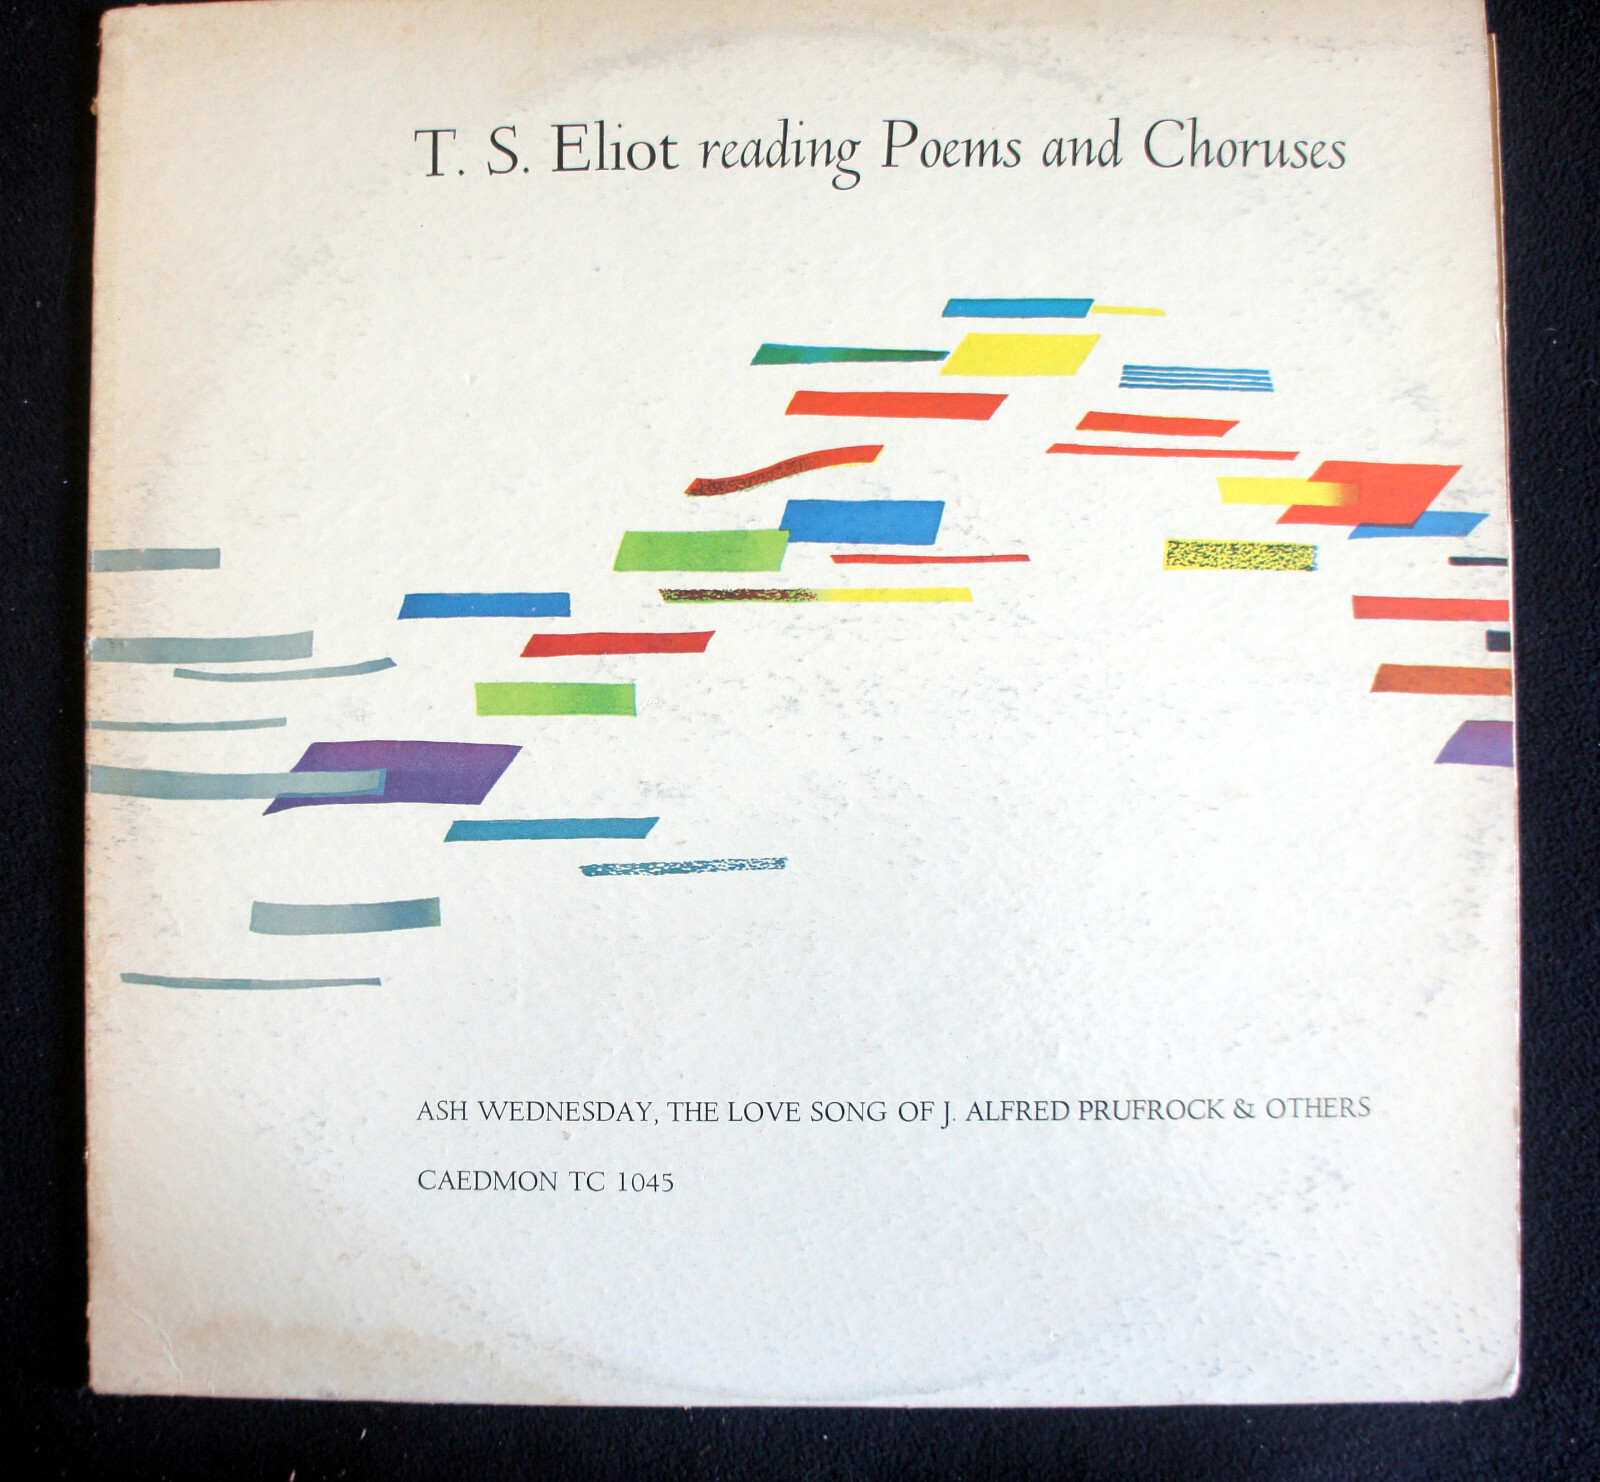 T. S. Eliot reading Poems and Choruses
ASH WEDNESDAY, THE LOVE SONG OF J. ALFRED PRUFROCK & OTHERS
CAEDMON TC 1045